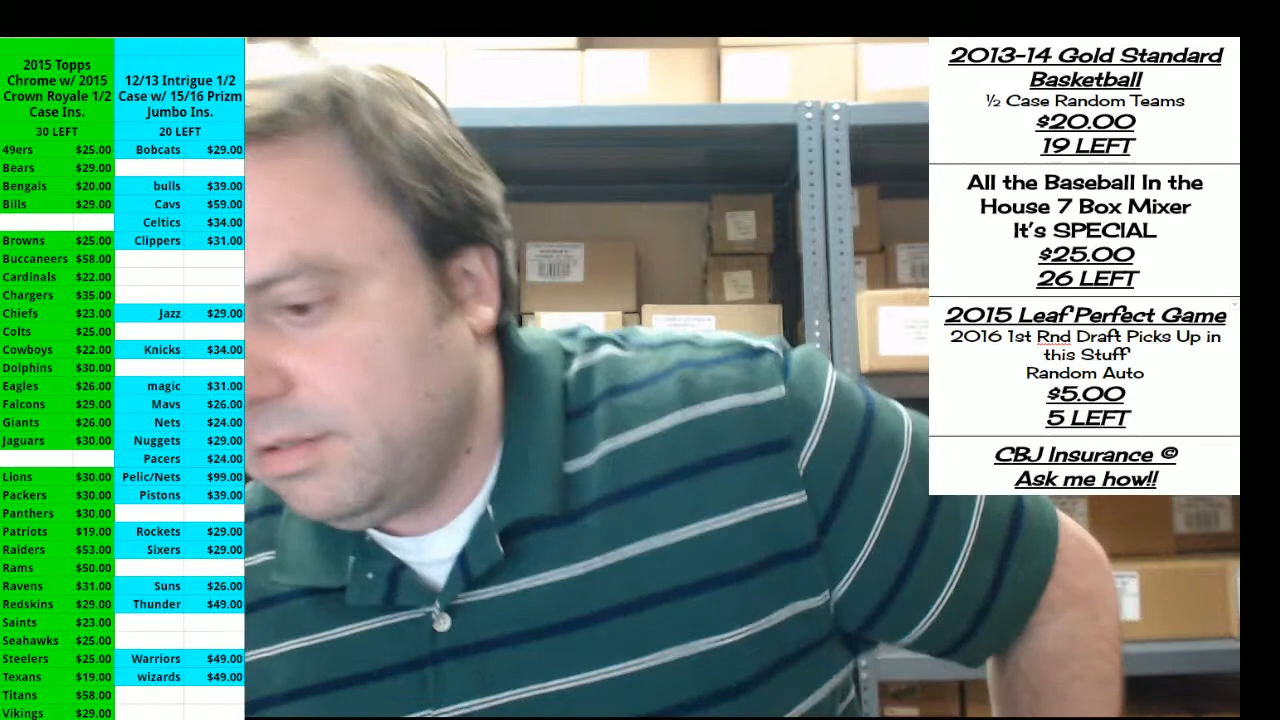 2015 Topps
Chrome w/ 2015
Crown Royale 1/2
Case Ins.
30 LEFT
49ers $25.00
Bears $29.00
Bengals $20.00
Bills $29.00
Browns $25.00
Buccaneers $58.00
Cardinals $22.00
Chargers $35.00
Chiefs $23.00
Colts $25.00
Cowboys $22.00
Dolphins $30.00
Eagles $26.00
Falcons $29.00
Giants $26.00
Jaguars $30.00
Lions $30.00
Packers $30.00
Panthers $30.00
Patriots $19.00
Raiders $53.00
Rams $50.00
Ravens $31.00
Redskins $29.00
Saints $23.00
Seahawks $25.00
Steelers $25.00
Texans $19.00
Titans $58.00
Vikings $29.00
12/13 Intrigue 1/2
Case w/ 15/16 Prizm
Jumbo Ins.
20 LEFT
Bobcats $29.00
bulls $39.00
Cavs $59.00
Celtics $34.00
Clippers $31.00
Jazz $29.00
Knicks $34.00
magic $31.00
Mavs $26.00
Nets $24.00
Nuggets $29.00
Pacers $24.00
Pelic/Nets $99.00
Pistons $39.00
Rockets $29.00
Sixers $29.00
Suns $26.00
Thunder $49.00
Warriors $49.00
wizards $49.00
2013-14 Gold Standard
Basketball
½ Case Random Teams
$20.00
19 LEFT
All the Baseball In the
House 7 Box Mixer
It's SPECIAL
$25.00
26 LEFT
2015 Leaf Perfect Game
2016 1st Rnd Draft Picks Up in
this Stuff
Random Auto
$5.00
5 LEFT
CBJ Insurance ©
Ask me how!!